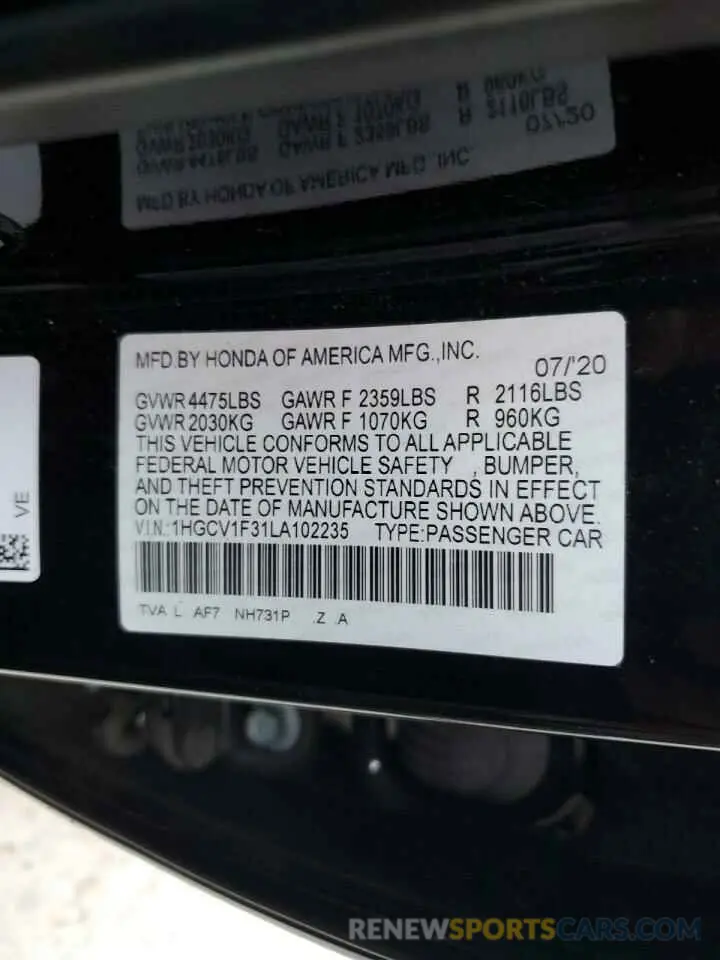 MFD BY HONDA OF AMERICA MFG.,INC.
07/'20
GVWR 4475LBS GAWR F 2359LBS R 2116LBS
GVWR 2030KG GAWR F 1070KG R 960KG
THIS VEHICLE CONFORMS TO ALL APPLICABLE
FEDERAL MOTOR VEHICLE SAFETY , BUMPER,
AND THEFT PREVENTION STANDARDS IN EFFECT
ON THE DATE OF MANUFACTURE SHOWN ABOVE.
V.I.N.:1HGCV1F31LA102235 TYPE:PASSENGER CAR
TVA L AF7 NH731P .Z .A
VE
RENEWSPORTSCARS.COM